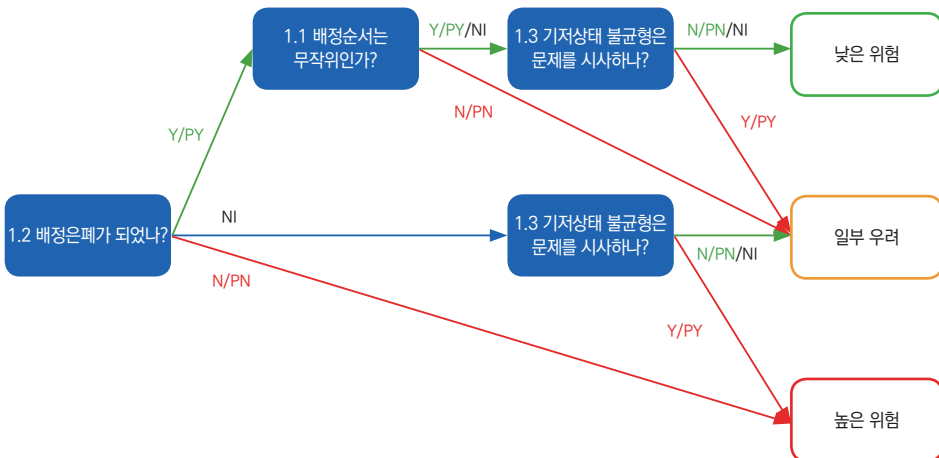 1.1 배정순서는
무작위인가?
Y/PY/NI
1.3 기저상태 불균형은
문제를 시사하나?
N/PN/NI
낮은 위험
N/PN
Y/PY
Y/PY
1.2 배정은폐가 되었나?
NI
1.3 기저상태 불균형은
문제를 시사하나?
N/PN/NI
일부 우려
N/PN
Y/PY
높은 위험